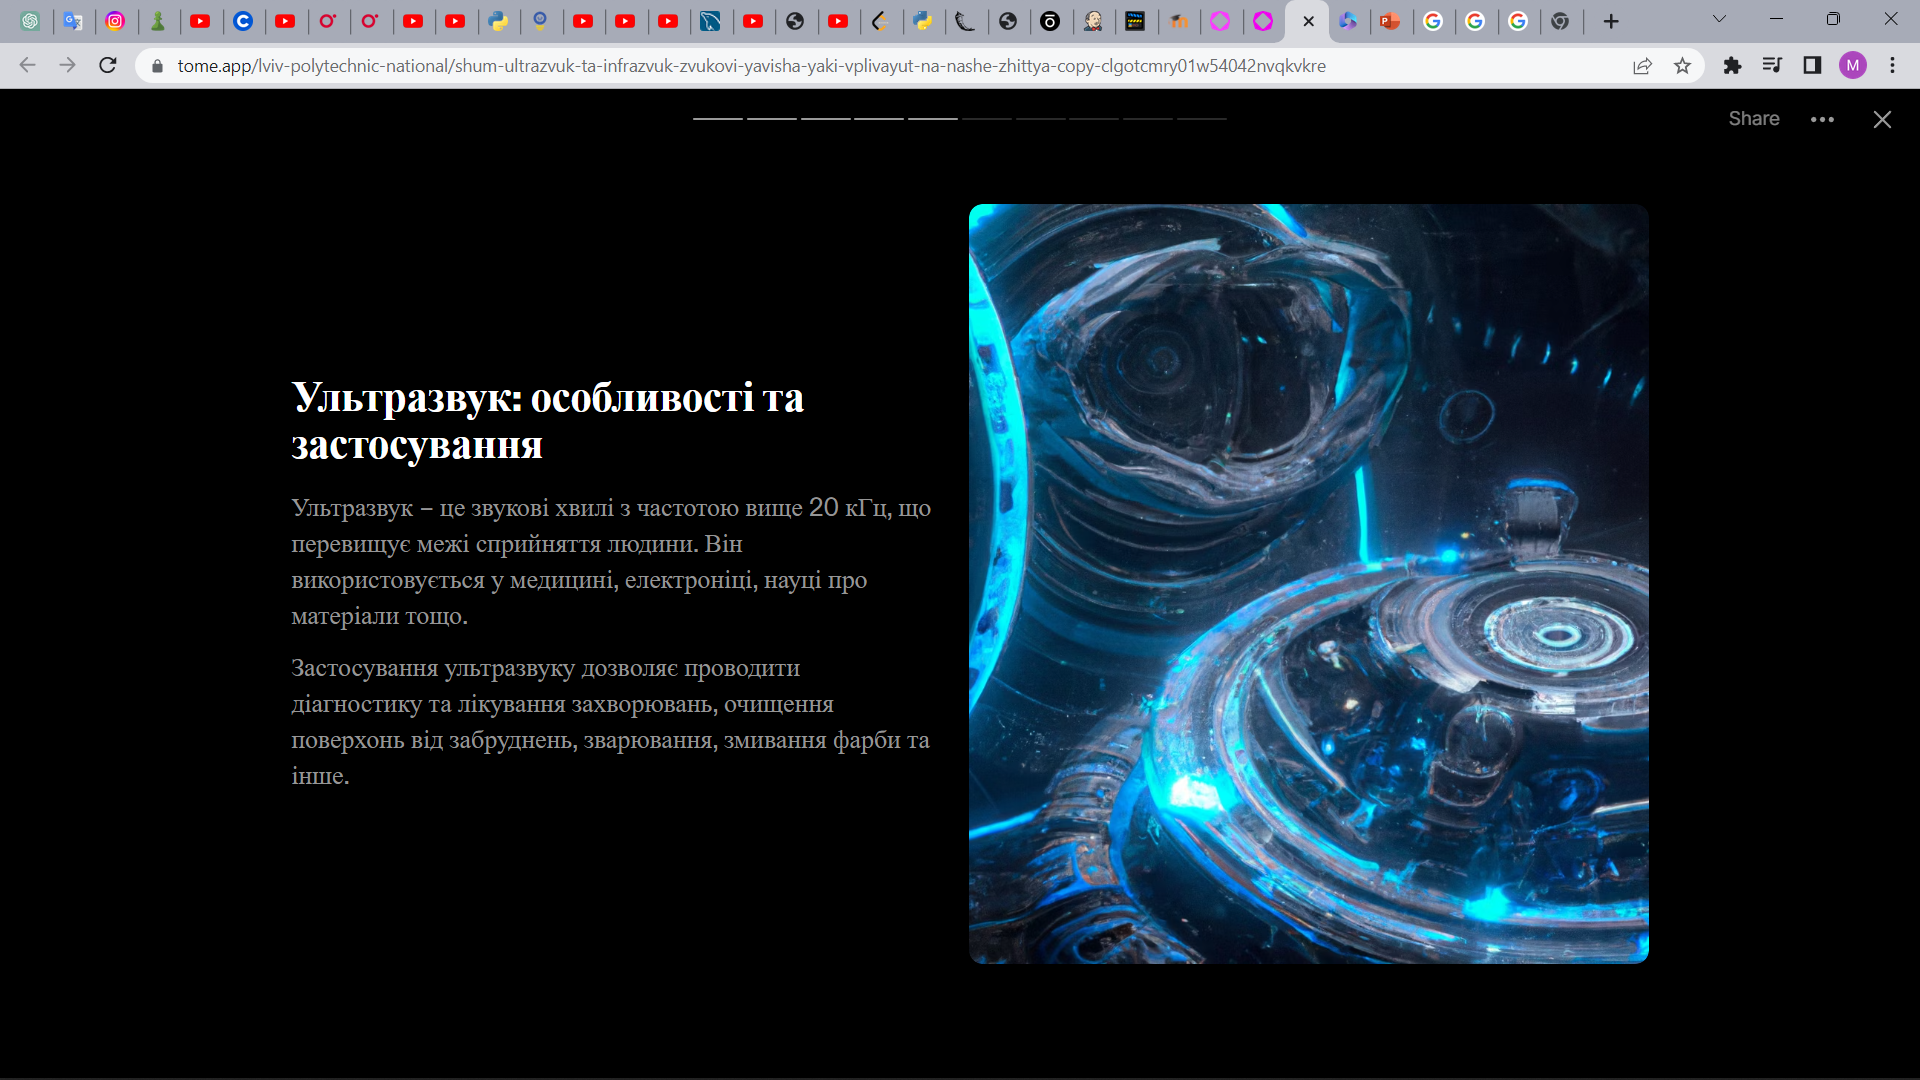 tome.app/lviv-polytechnic-national/shum-ultrazvuk-ta-infrazvuk-zvukovi-yavisha-yaki-vplivayut-na-nashe-zhittya-copy-clgotcmry01w54042nvqkvkre
M
Share
Ультразвук: особливості та
застосування
Ультразвук – це звукові хвилі з частотою вище 20 кГц, що
перевищує межі сприйняття людини. Він
використовується у медицині, електроніці, науці про
матеріали тощо.
Застосування ультразвуку дозволяє проводити
діагностику та лікування захворювань, очищення
поверхонь від забруднень, зварювання, змивання фарби та
інше.